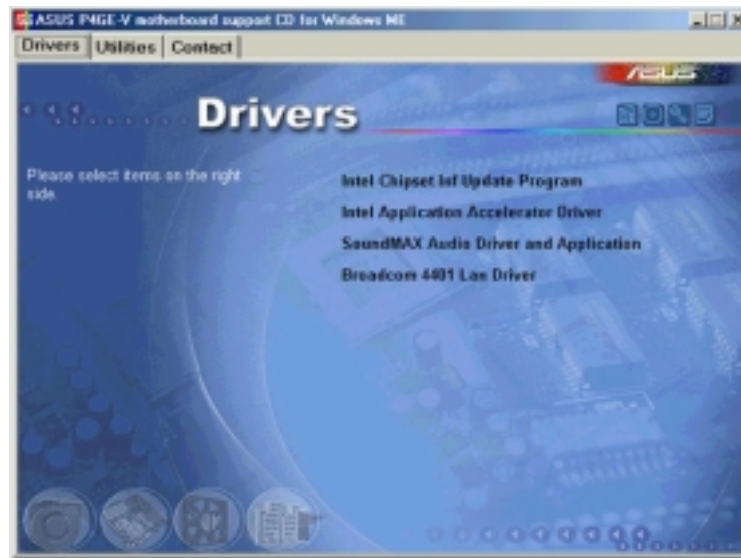 ASUS P4GE-V motherboard support CD for Windows ME
Drivers Utilities Contact
ASUS
Drivers
Please select items on the right
side.
Intel Chipset Inf Update Program
Intel Application Accelerator Driver
SoundMAX Audio Driver and Application
Broadcom 4401 Lan Driver